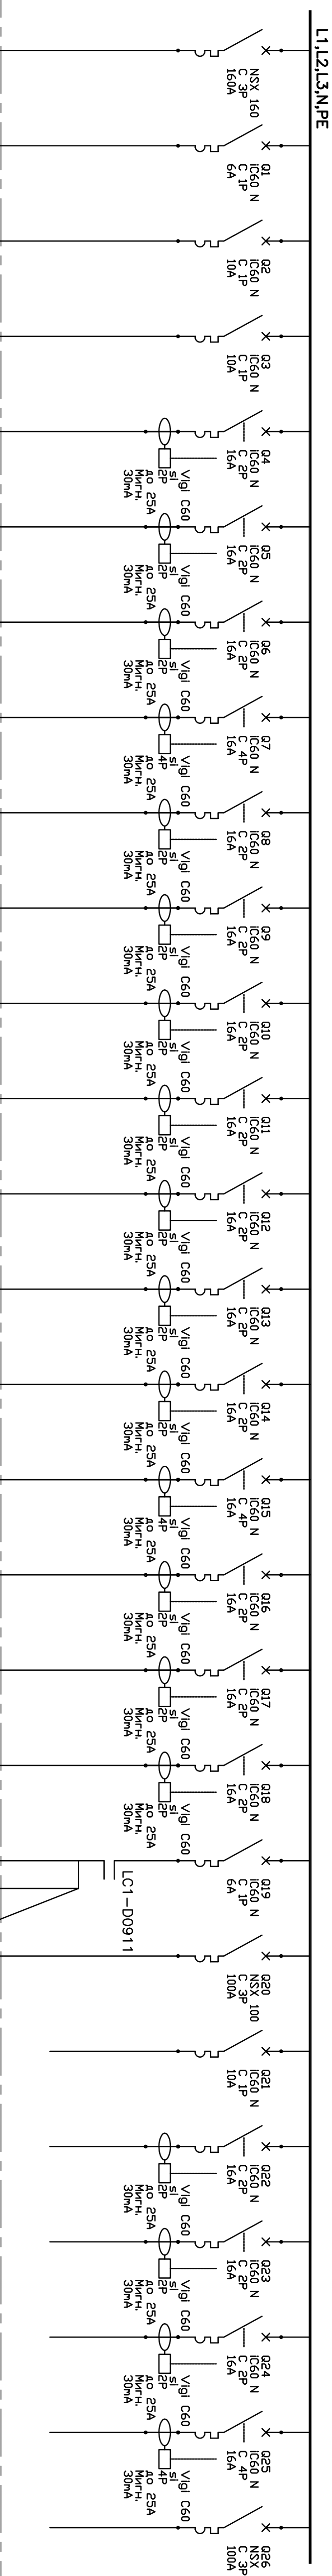 L1,L2,L3,N,PE
NSX 160
C 3P
160A
Q1
iC60 N
C 1P
6A
Q2
iC60 N
C 1P
10A
Q3
iC60 N
C 1P
10A
Q4
iC60 N
C 2P
16A
Vigi C60
si
2P
до 25A
Мгн.
30mA
Q5
iC60 N
C 2P
16A
Vigi C60
si
2P
до 25A
Мгн.
30mA
Q6
iC60 N
C 2P
16A
Vigi C60
si
2P
до 25A
Мгн.
30mA
Q7
iC60 N
C 4P
16A
Vigi C60
si
4P
до 25A
Мгн.
30mA
Q8
iC60 N
C 2P
16A
Vigi C60
si
2P
до 25A
Мгн.
30mA
Q9
iC60 N
C 2P
16A
Vigi C60
si
2P
до 25A
Мгн.
30mA
Q10
iC60 N
C 2P
16A
Vigi C60
si
2P
до 25A
Мгн.
30mA
Q11
iC60 N
C 2P
16A
Vigi C60
si
2P
до 25A
Мгн.
30mA
Q12
iC60 N
C 2P
16A
Vigi C60
si
2P
до 25A
Мгн.
30mA
Q13
iC60 N
C 2P
16A
Vigi C60
si
2P
до 25A
Мгн.
30mA
Q14
iC60 N
C 2P
16A
Vigi C60
si
2P
до 25A
Мгн.
30mA
Q15
iC60 N
C 4P
16A
Vigi C60
si
4P
до 25A
Мгн.
30mA
Q16
iC60 N
C 2P
16A
Vigi C60
si
2P
до 25A
Мгн.
30mA
Q17
iC60 N
C 2P
16A
Vigi C60
si
2P
до 25A
Мгн.
30mA
Q18
iC60 N
C 2P
16A
Vigi C60
si
2P
до 25A
Мгн.
30mA
Q19
iC60 N
C 1P
6A
LC1-D0911
Q20
NSX 100
C 3P
100A
Q21
iC60 N
C 1P
10A
Q22
iC60 N
C 2P
16A
Vigi C60
si
2P
до 25A
Мгн.
30mA
Q23
iC60 N
C 2P
16A
Vigi C60
si
2P
до 25A
Мгн.
30mA
Q24
iC60 N
C 2P
16A
Vigi C60
si
2P
до 25A
Мгн.
30mA
Q25
iC60 N
C 4P
16A
Vigi C60
si
4P
до 25A
Мгн.
30mA
Q26
NSX
C 3P
100A